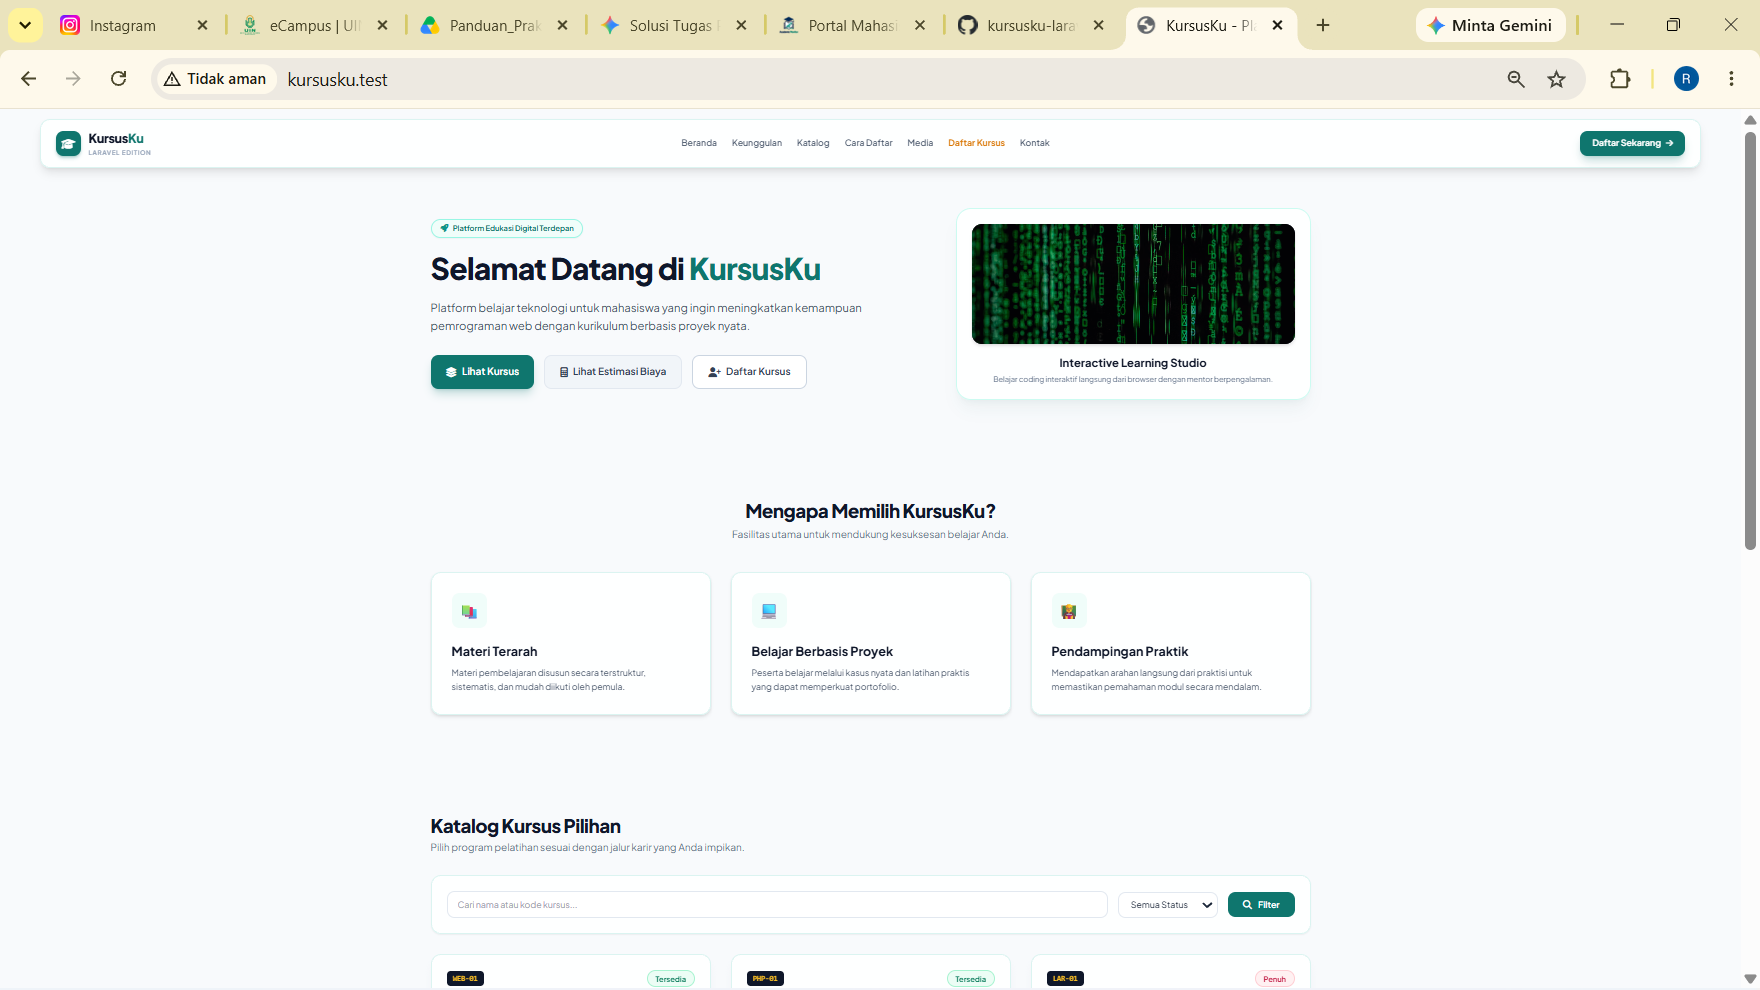 Instagram
eCampus | UI
Panduan_Prak
Solusi Tugas
Portal Mahasi
kursusku-lara
KursusKu - Pl
Minta Gemini
Tidak aman
kursusku.test
R
KursusKu
LARAVEL EDITION
Beranda
Keunggulan
Katalog
Cara Daftar
Media
Daftar Kursus
Kontak
Daftar Sekarang
Platform Edukasi Digital Terdepan
Selamat Datang di KursusKu
Platform belajar teknologi untuk mahasiswa yang ingin meningkatkan kemampuan
pemrograman web dengan kurikulum berbasis proyek nyata.
Lihat Kursus
Lihat Estimasi Biaya
Daftar Kursus
Interactive Learning Studio
Belajar coding interaktif langsung dari browser dengan mentor berpengalaman.
Mengapa Memilih KursusKu?
Fasilitas utama untuk mendukung kesuksesan belajar Anda.
Materi Terarah
Materi pembelajaran disusun secara terstruktur,
sistematis, dan mudah diikuti oleh pemula.
Belajar Berbasis Proyek
Peserta belajar melalui kasus nyata dan latihan praktis
yang dapat memperkuat portofolio.
Pendampingan Praktik
Mendapatkan arahan langsung dari praktisi untuk
memastikan pemahaman modul secara mendalam.
Katalog Kursus Pilihan
Pilih program pelatihan sesuai dengan jalur karir yang Anda impikan.
Cari nama atau kode kursus...
Semua Status
Filter
WEB-01
Tersedia
PHP-01
Tersedia
LAR-01
Penuh